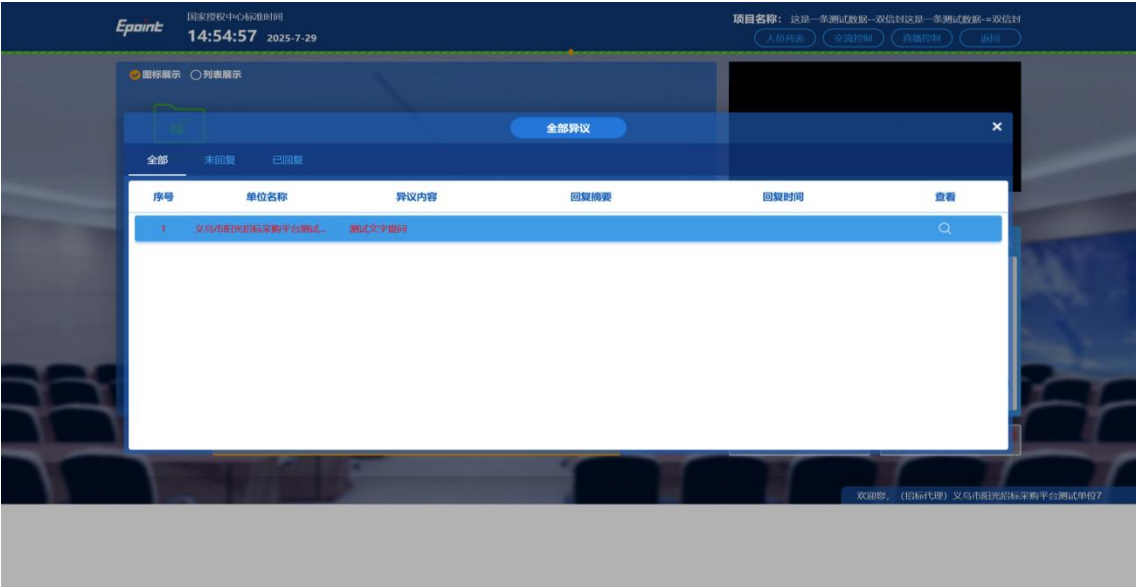 Epoint
国家授权中心标准时间
14:54:57 2025-7-29
项目名称： 这是一条测试数据--双信封这是一条测试数据-=双信封
人员列表 交流控制 直播控制 返回
图标展示 列表展示
全部异议
全部 未回复 已回复
序号 单位名称 异议内容 回复摘要 回复时间 查看
1 义乌市阳光招标采购平台测试... 测试文字提问
欢迎您， （招标代理） 义乌市阳光招标采购平台测试单位7